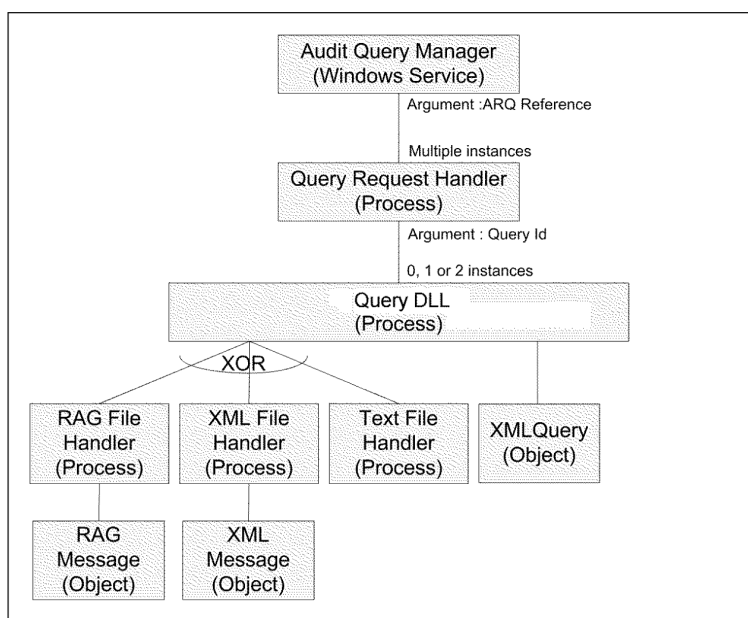 Audit Query Manager
(Windows Service)
Argument :ARQ Reference
Multiple instances
Query Request Handler
(Process)
Argument : Query Id
0, 1 or 2 instances
Query DLL
(Process)
XOR
RAG File
Handler
(Process)
XML File
Handler
(Process)
Text File
Handler
(Process)
XMLQuery
(Object)
RAG
Message
(Object)
XML
Message
(Object)